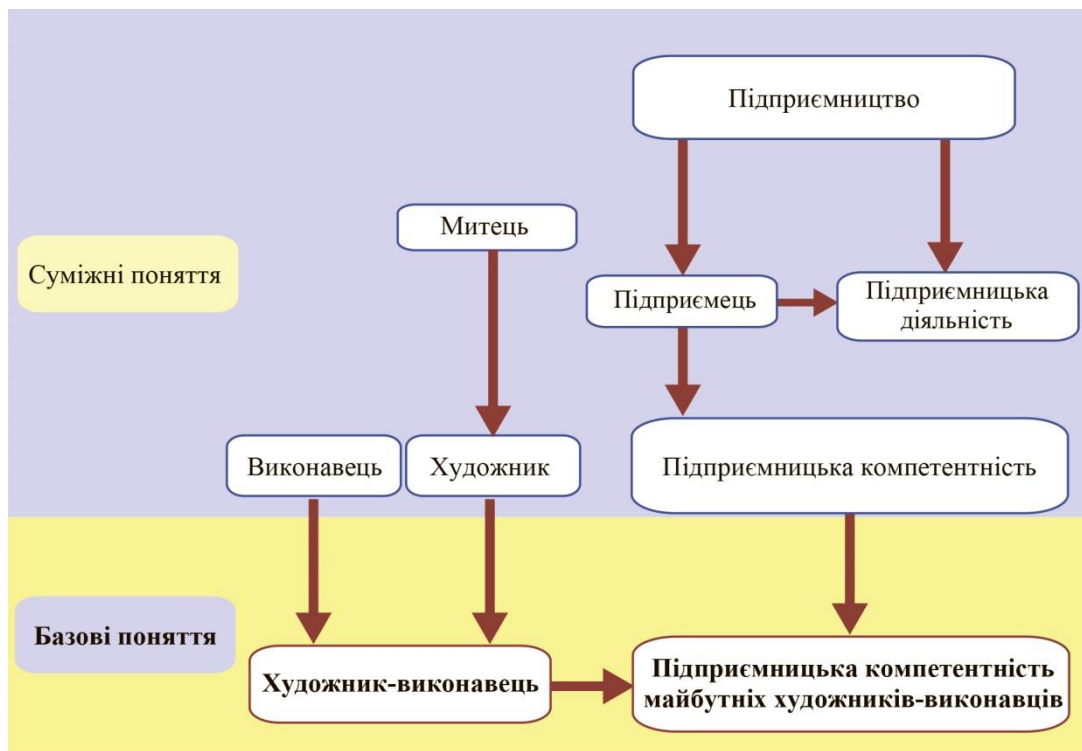 Підприємництво
Митець
Суміжні поняття
Підприємець
Підприємницька
діяльність
Виконавець
Художник
Підприємницька компетентність
Базові поняття
Художник-виконавець
Підприємницька компетентність
майбутніх художників-виконавців